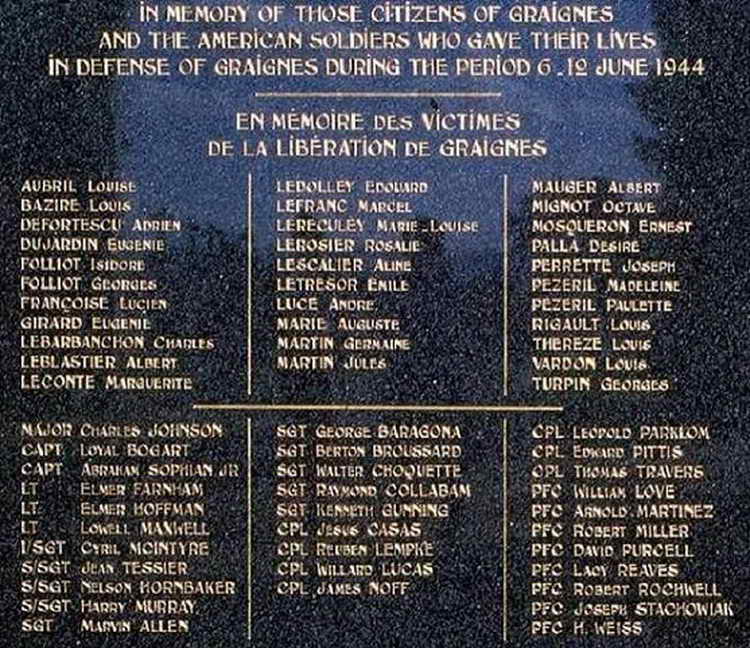 IN MEMORY OF THOSE CITIZENS OF GRAIGNES
AND THE AMERICAN SOLDIERS WHO GAVE THEIR LIVES
IN DEFENSE OF GRAIGNES DURING THE PERIOD 6 - 12 JUNE 1944
EN MÉMOIRE DES VICTIMES
DE LA LIBÉRATION DE GRAIGNES
AUBRIL LOUISE
BAZIRE LOUIS
DEFORTESCU ADRIEN
DUJARDIN EUGENIE
FOLLIOT ISIDORE
FOLLIOT GEORGES
FRANÇOISE LUCIEN
GIRARD EUGENIE
LEBARBANCHON CHARLES
LEBLASTIER ALBERT
LECONTE MARGUERITE
LEDOLLEY EDOUARD
LEFRANC MARCEL
LERECULEY MARIE-LOUISE
LEROSIER ROSALIE
LESCALIER ALINE
LETRESOR EMILE
LUCE ANDRE
MARIE AUGUSTE
MARTIN GERMAINE
MARTIN JULES
MAUGER ALBERT
MIGNOT OCTAVE
MOSQUERON ERNEST
PALLA DESIRE
PERRETTE JOSEPH
PEZERIL MADELEINE
PEZERIL PAULETTE
RIGAULT LOUIS
THEREZE LOUIS
VARDON LOUIS
TURPIN GEORGES
MAJOR CHARLES JOHNSON
CAPT LOYAL BOGART
CAPT ABRAHAM SOPHIAN JR
LT ELMER FARNHAM
LT ELMER HOFFMAN
LT LOWELL MAXWELL
1/SGT CYRIL MCINTYRE
S/SGT JEAN TESSIER
S/SGT NELSON HORNBAKER
S/SGT HARRY MURRAY
SGT MARVIN ALLEN
SGT GEORGE BARAGONA
SGT BERTON BROUSSARD
SGT WALTER CHOQUETTE
SGT RAYMOND COLLABAM
SGT KENNETH GUNNING
CPL JESUS CASAS
CPL REUBEN LEMPKE
CPL WILLARD LUCAS
CPL JAMES NOFF
CPL LEOPOLD PARKLOM
CPL EDWARD PITTIS
CPL THOMAS TRAVERS
PFC WILLIAM LOVE
PFC ARNOLD MARTINEZ
PFC ROBERT MILLER
PFC DAVID PURCELL
PFC LACY REAVES
PFC ROBERT ROCHWELL
PFC JOSEPH STACHOWIAK
PFC H. WEISS